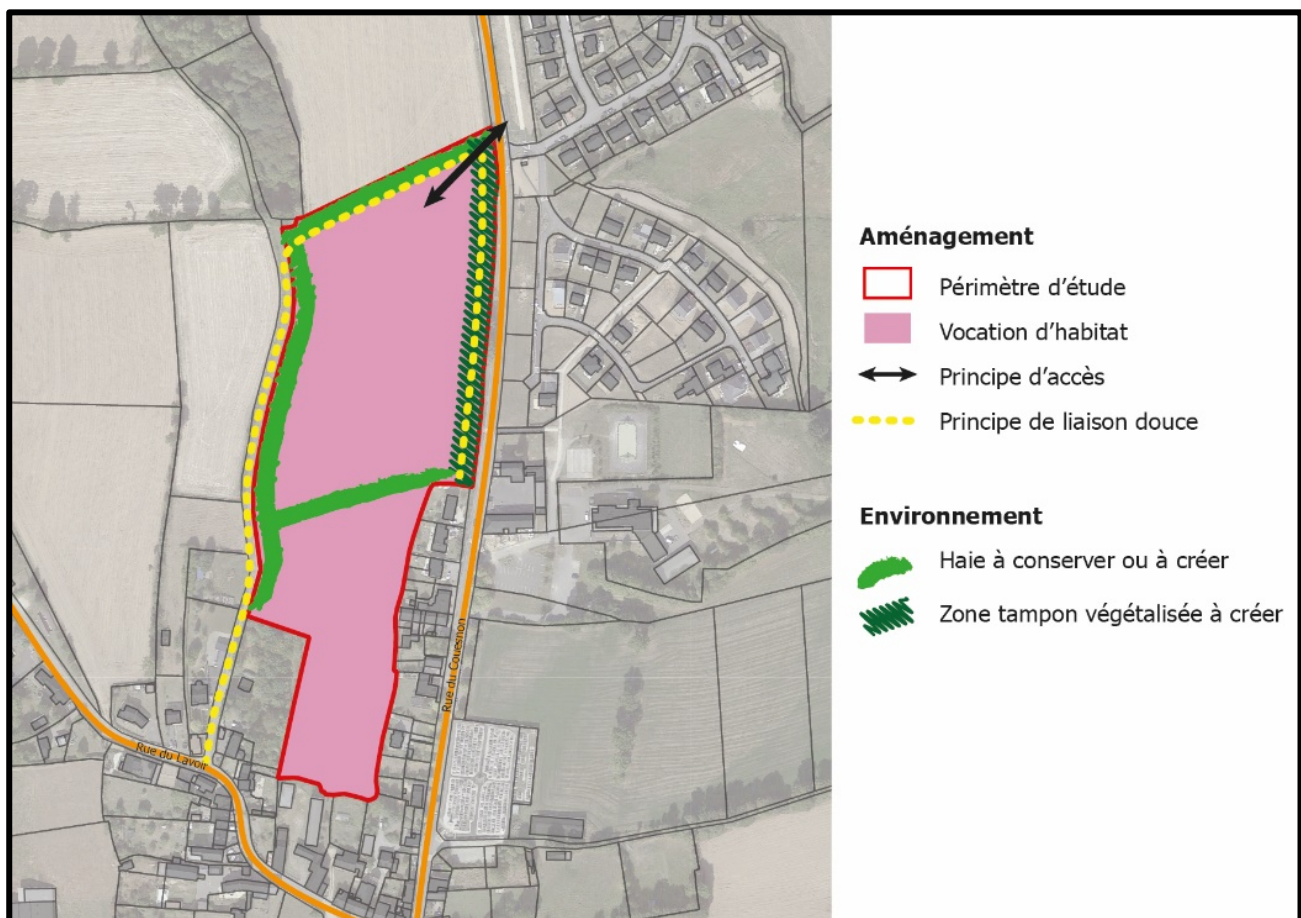 Rue du Couesnon
Rue du Lavoir
Aménagement
Périmètre d'étude
Vocation d'habitat
Principe d'accès
Principe de liaison douce
Environnement
Haie à conserver ou à créer
Zone tampon végétalisée à créer